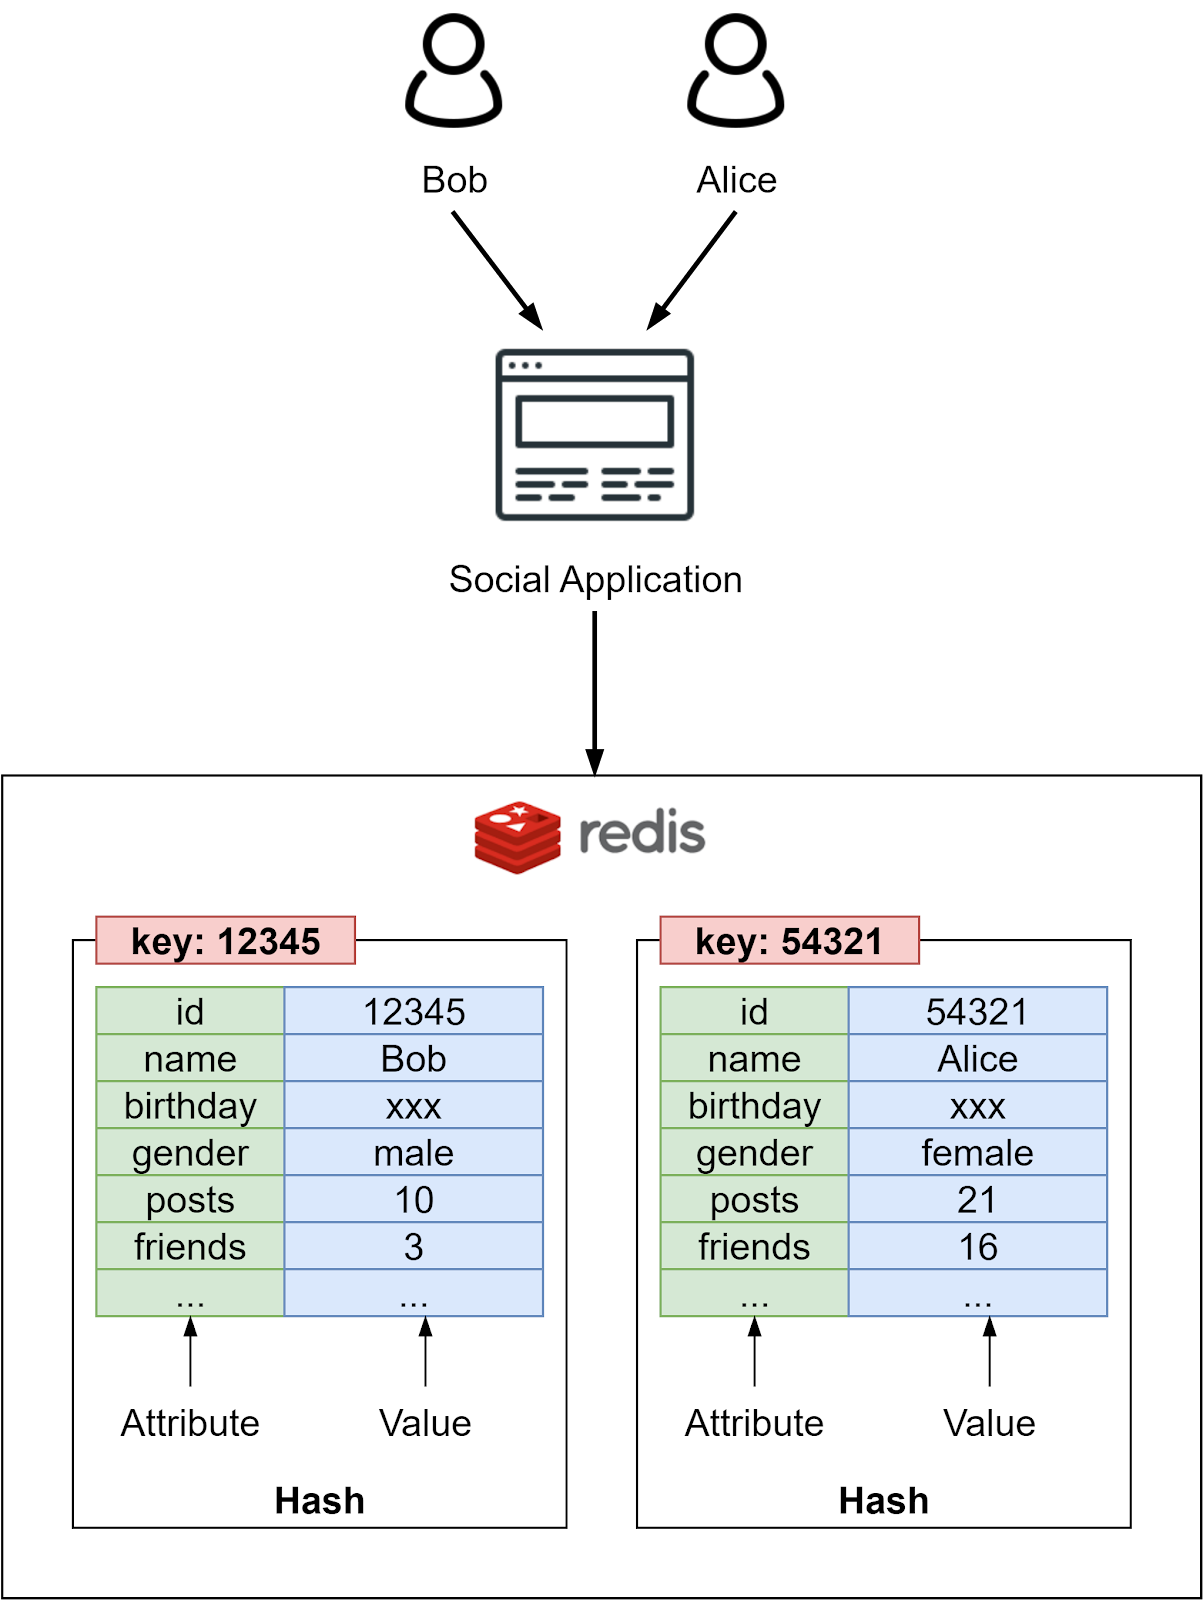 Bob Alice
Social Application
redis
key: 12345 key: 54321
id 12345 id 54321
name Bob name Alice
birthday xxx birthday xxx
gender male gender female
posts 10 posts 21
friends 3 friends 16
... ... ... ...
Attribute Value Attribute Value
Hash Hash